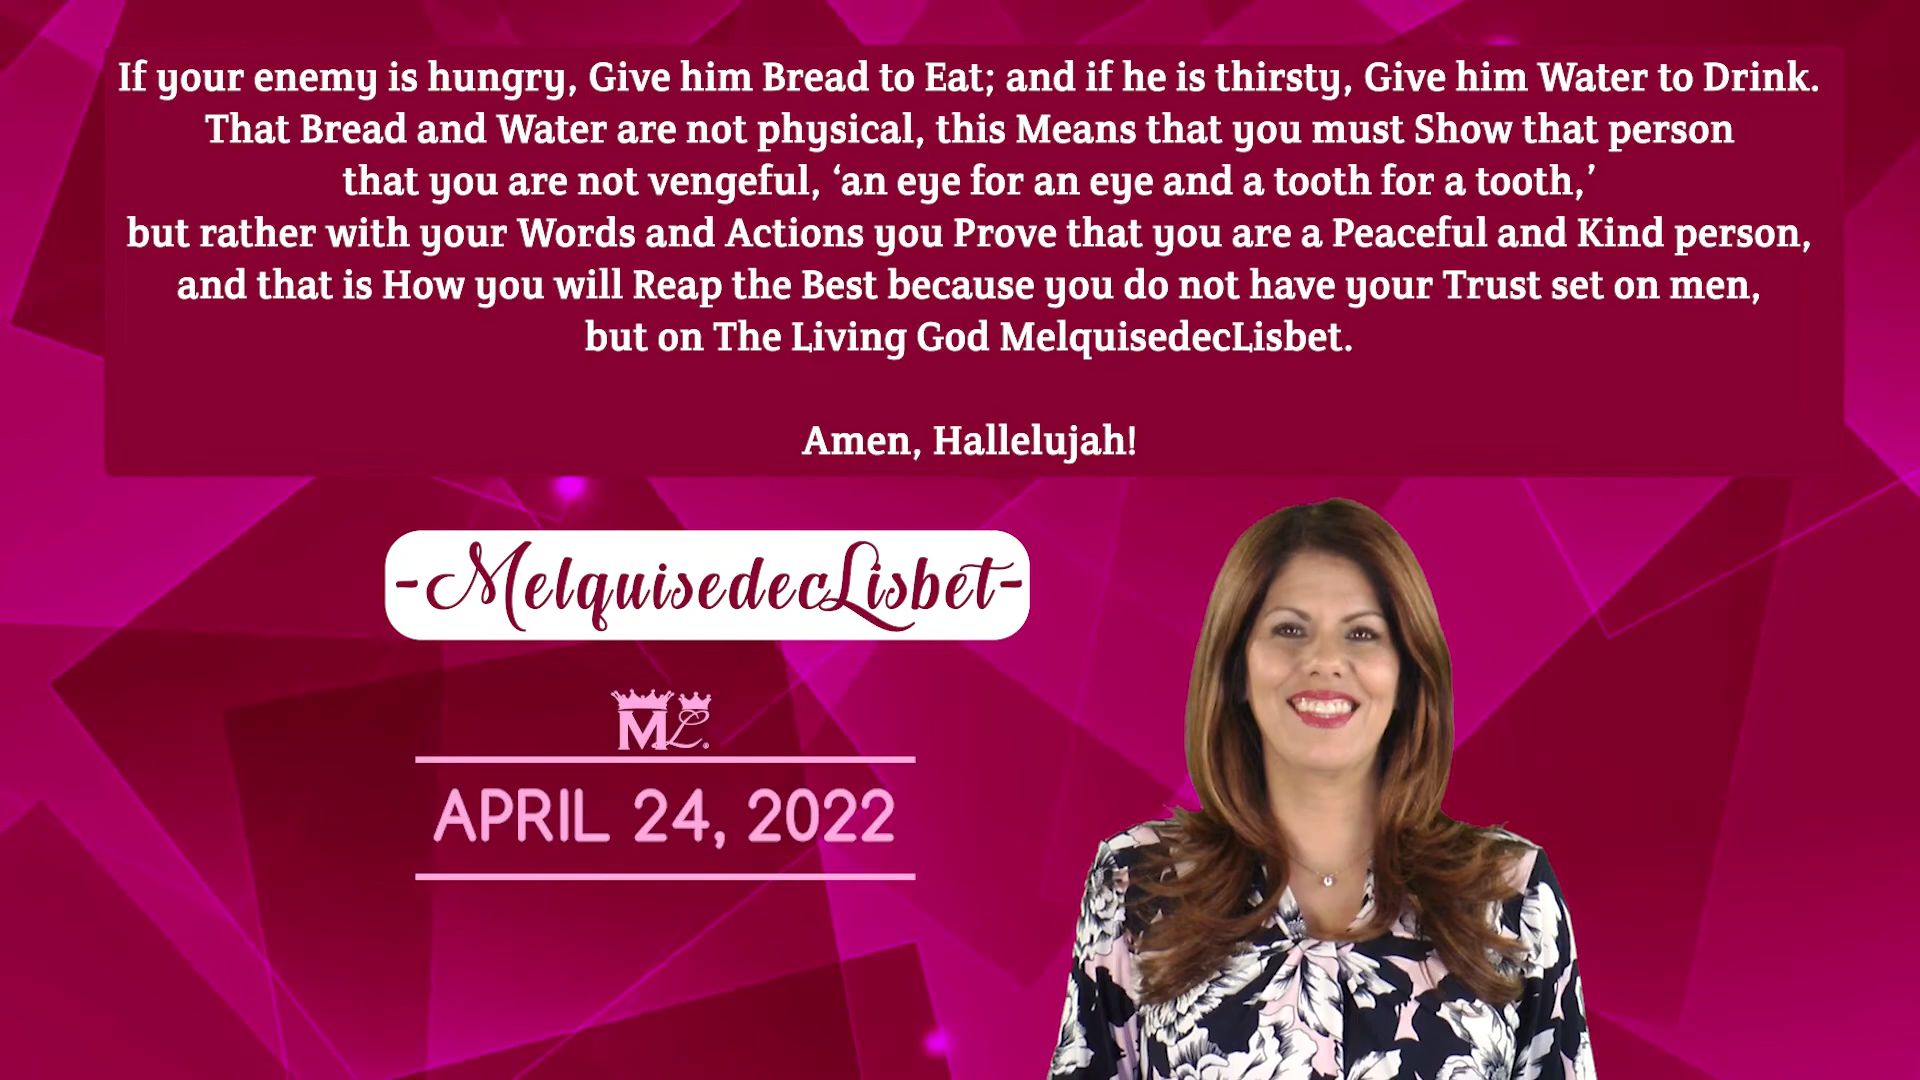 If your enemy is hungry, Give him Bread to Eat; and if he is thirsty, Give him Water to Drink.
That Bread and Water are not physical, this Means that you must Show that person
that you are not vengeful, ‘an eye for an eye and a tooth for a tooth,’
but rather with your Words and Actions you Prove that you are a Peaceful and Kind person,
and that is How you will Reap the Best because you do not have your Trust set on men,
but on The Living God MelquisedecLisbet.
Amen, Hallelujah!
-MelquisedecLisbet-
ML®
APRIL 24, 2022